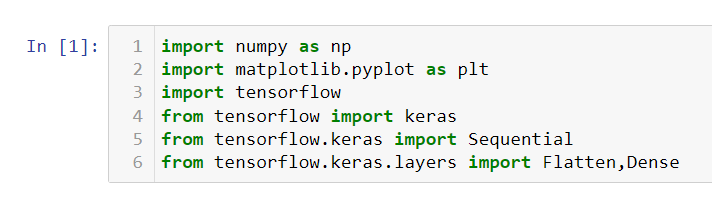 In [1]:
1 import numpy as np
2 import matplotlib.pyplot as plt
3 import tensorflow
4 from tensorflow import keras
5 from tensorflow.keras import Sequential
6 from tensorflow.keras.layers import Flatten,Dense